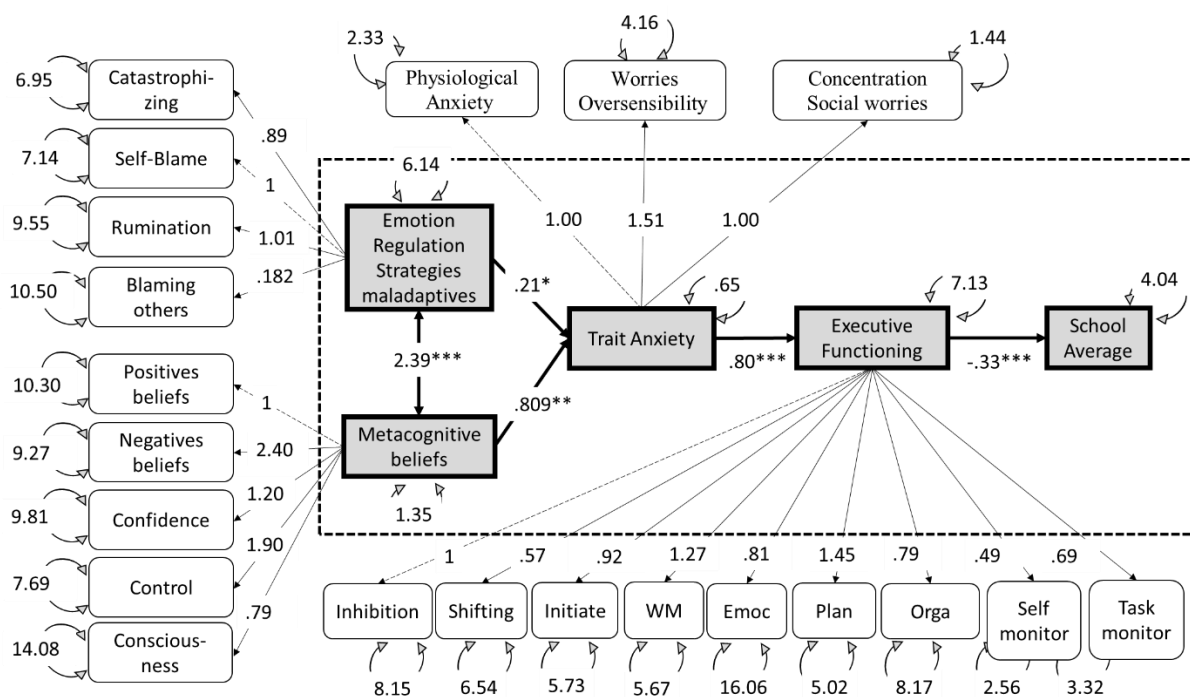 2.33
4.16
1.44
6.95
Catastrophi-
zing
Physiological
Anxiety
Worries
Oversensibility
Concentration
Social worries
.89
7.14
Self-Blame
1
9.55
Rumination
1.01
10.50
Blaming
others
.182
6.14
Emotion
Regulation
Strategies
maladaptives
1.00
1.51
1.00
.21*
.65
7.13
4.04
Trait Anxiety
Executive
Functioning
School
Average
.80***
-.33***
2.39***
.809**
10.30
Positives
beliefs
1
9.27
Negatives
beliefs
2.40
Metacognitive
beliefs
1.35
9.81
Confidence
1.20
1.90
7.69
Control
.79
14.08
Conscious-
ness
1
.57
.92
1.27
.81
1.45
.79
.49
.69
Inhibition
Shifting
Initiate
WM
Emoc
Plan
Orga
Self
monitor
Task
monitor
8.15
6.54
5.73
5.67
16.06
5.02
8.17
2.56
3.32